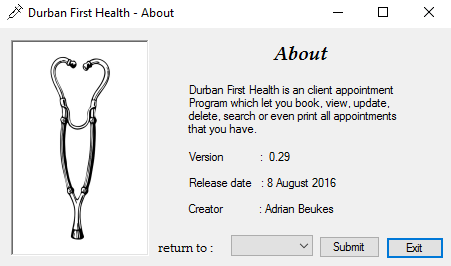 Durban First Health - About
About
Durban First Health is an client appointment
Program which let you book, view, update,
delete, search or even print all appointments
that you have.
Version : 0.29
Release date : 8 August 2016
Creator : Adrian Beukes
return to : Submit Exit